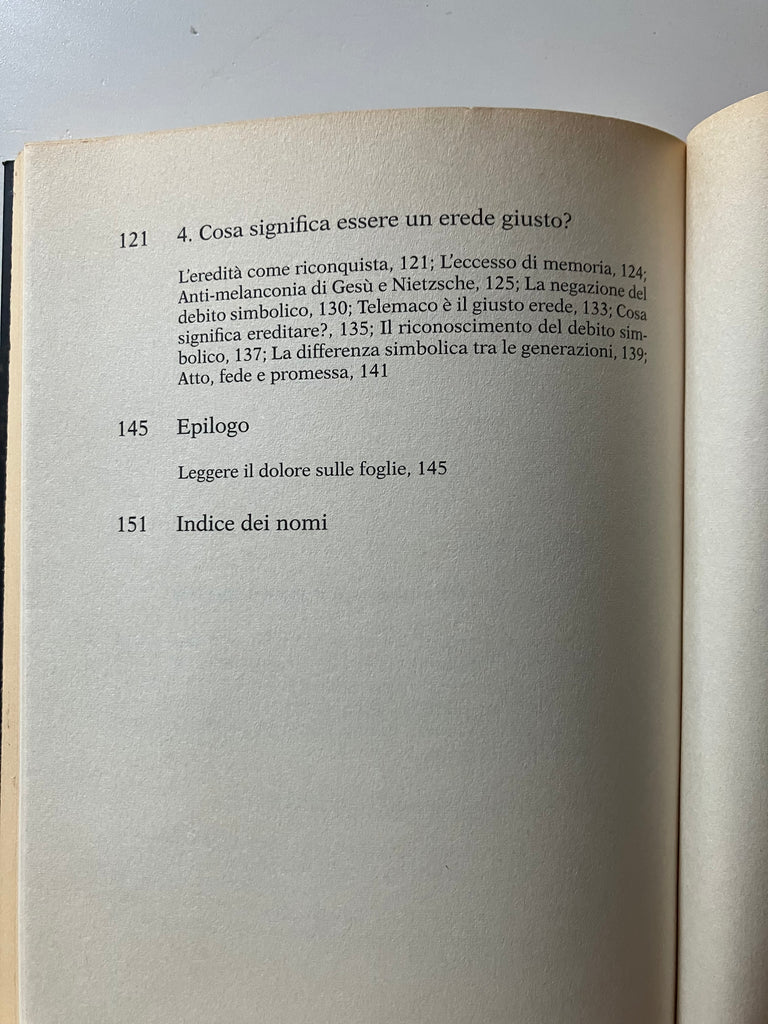 121 4. Cosa significa essere un erede giusto?
L'eredità come riconquista, 121; L'eccesso di memoria, 124;
Anti-melanconia di Gesù e Nietzsche, 125; La negazione del
debito simbolico, 130; Telemaco è il giusto erede, 133; Cosa
significa ereditare?, 135; Il riconoscimento del debito sim-
bolico, 137; La differenza simbolica tra le generazioni, 139;
Atto, fede e promessa, 141
145 Epilogo
Leggere il dolore sulle foglie, 145
151 Indice dei nomi